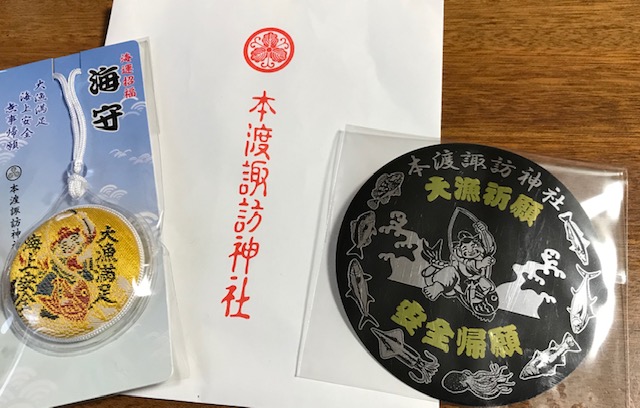 海運招福
海守
大漁満足
海上安全
無事帰願
本渡諏訪神社
大漁満足
海上安全
本渡諏訪神社
本渡諏訪神社
大漁祈願
安全帰願